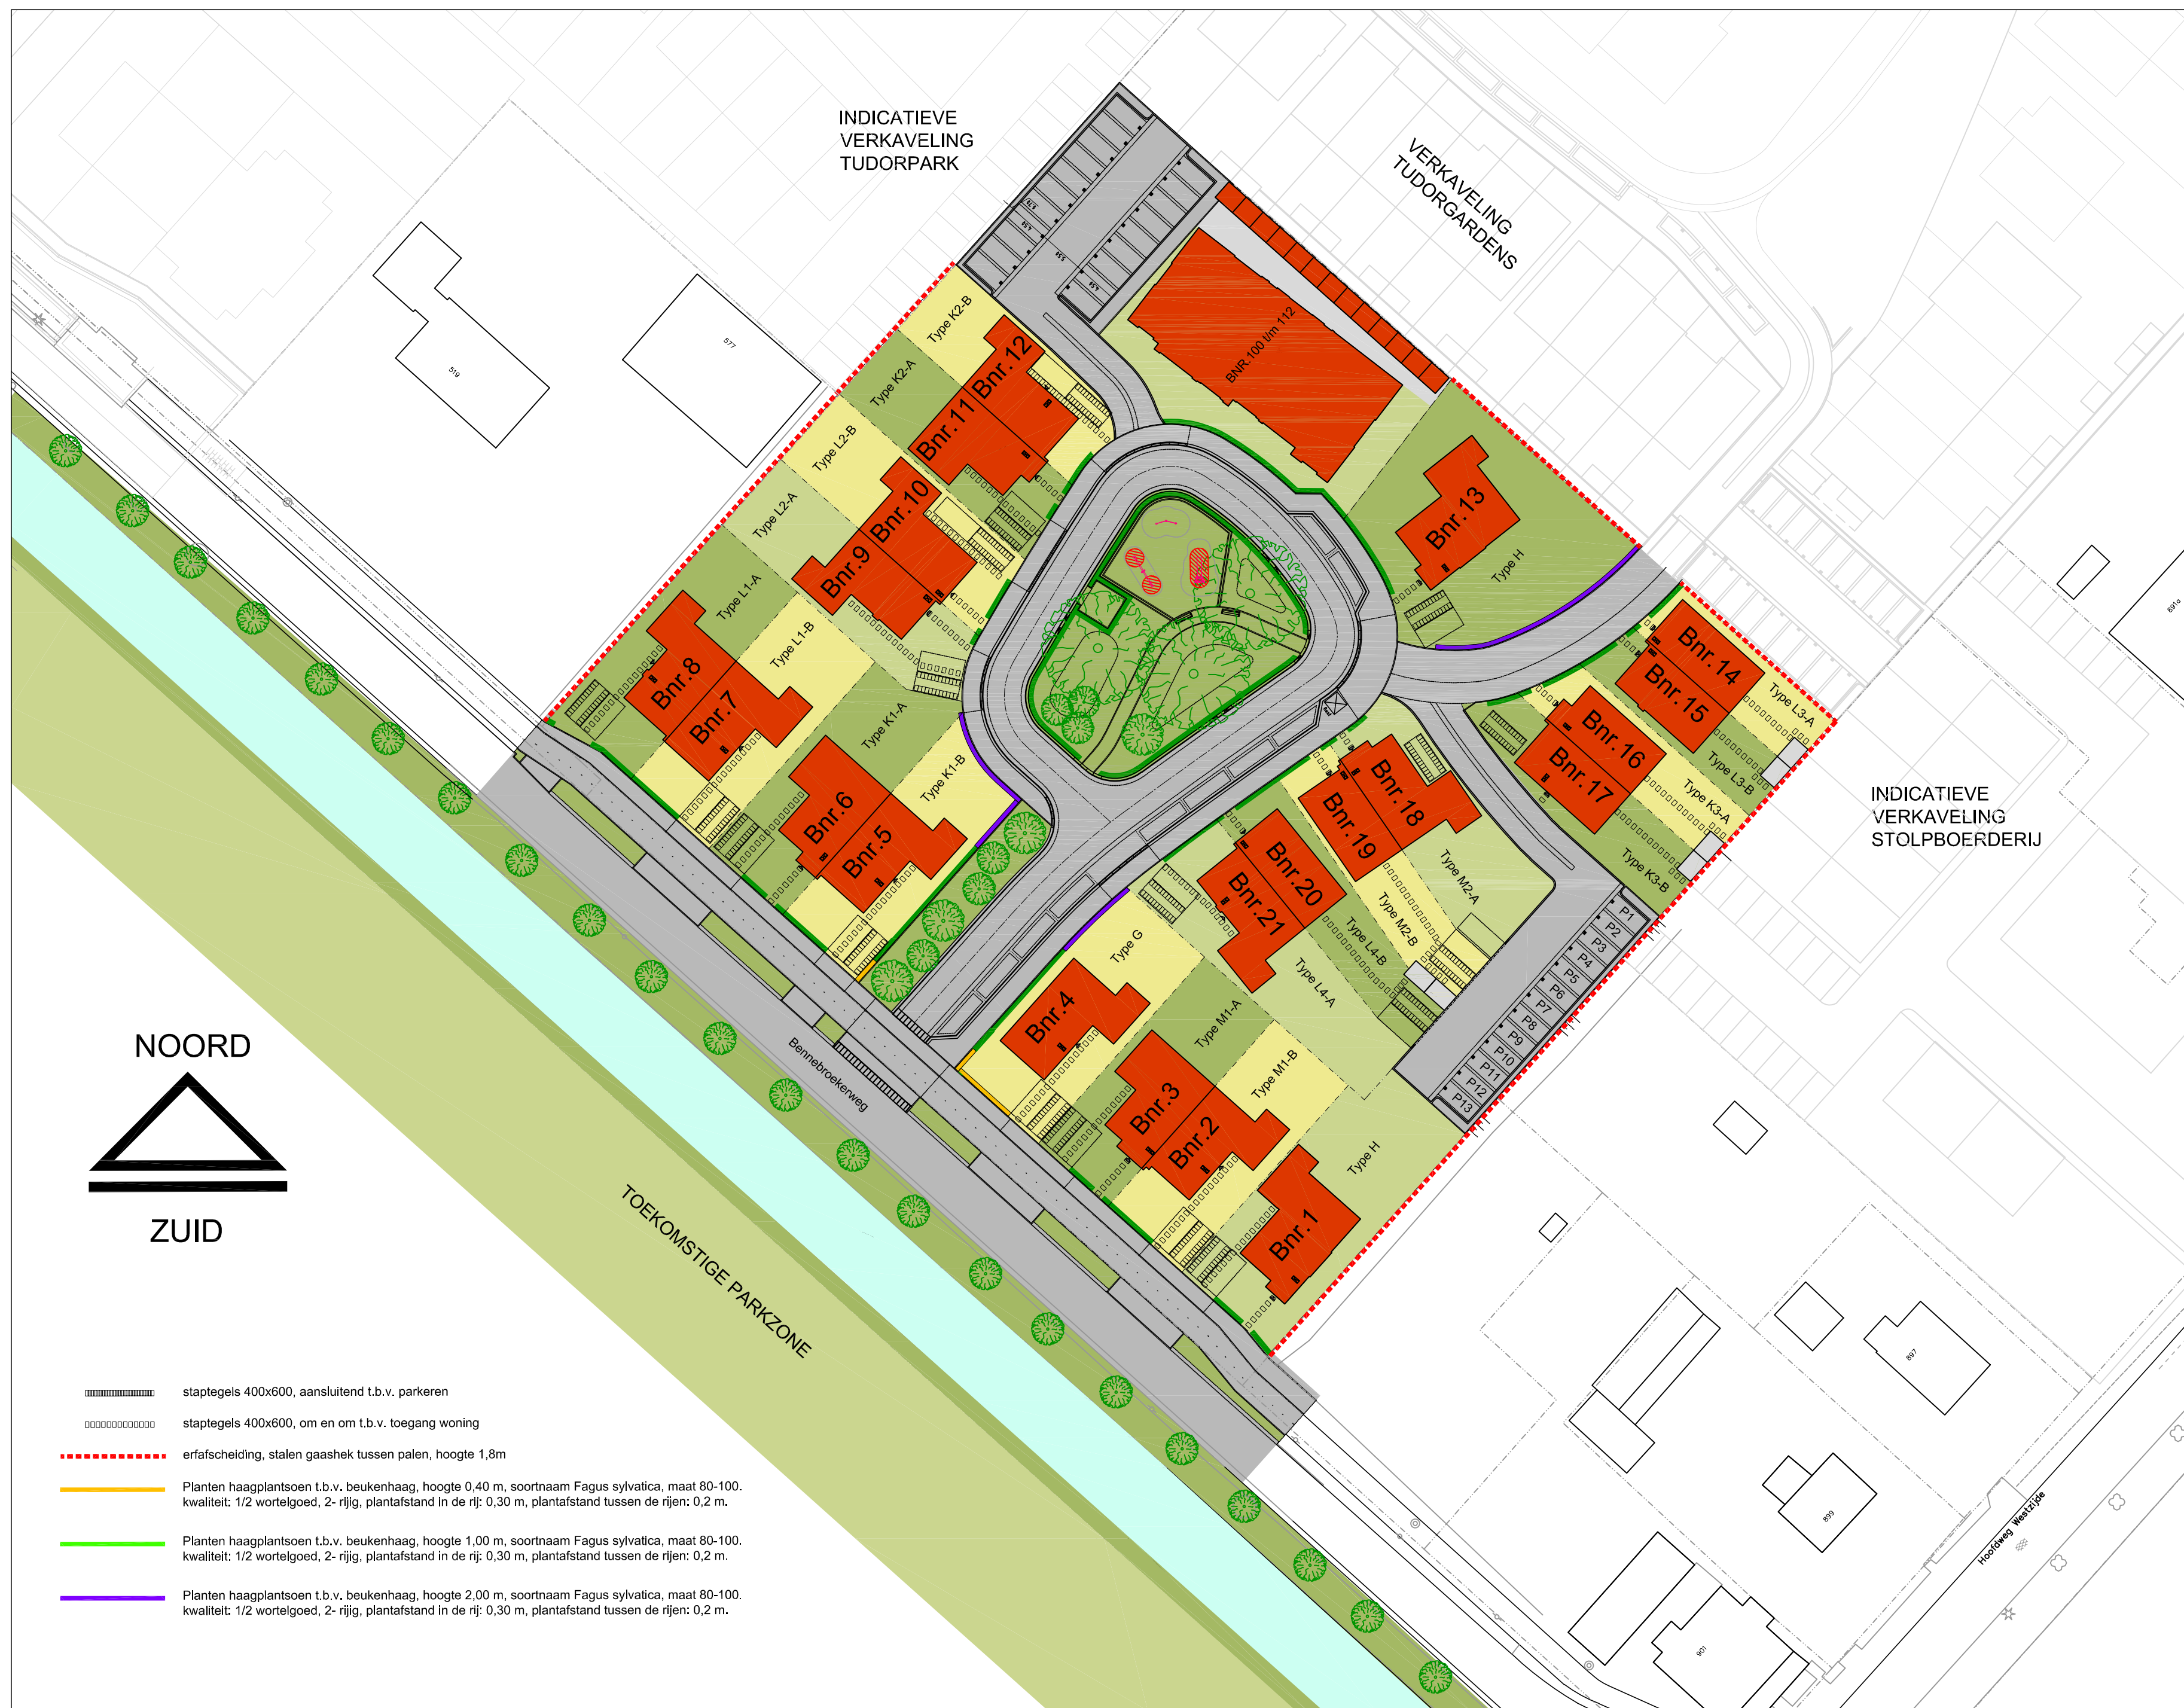 INDICATIEVE
VERKAVELING
TUDORPARK
VERKAVELING
TUDORGARDENS
577
519
Type K2-B
Type K2-A
Type L2-B
Type L2-A
Type L1-A
Type L1-B
Type K1-A
Type K1-B
Bnr.12
Bnr.11
Bnr.10
Bnr.9
Bnr.8
Bnr.7
Bnr.6
Bnr.5
BNR.100 t/m 112
Bnr.13
Type H
Bnr.14
Bnr.15
Bnr.16
Bnr.17
Type L3-A
Type L3-B
Type K3-A
Type K3-B
Bnr.18
Bnr.19
Bnr.20
Bnr.21
Type M2-A
Type M2-B
Type L4-B
Type L4-A
Type G
Bnr.4
Type M1-A
Type M1-B
Bnr.3
Bnr.2
Type H
Bnr.1
P1
P2
P3
P4
P5
P6
P7
P8
P9
P10
P11
P12
P13
INDICATIEVE
VERKAVELING
STOLPBOERDERIJ
891a
897
899
901
Hoofdweg Westzijde
Bennebroekerweg
TOEKOMSTIGE PARKZONE
NOORD
ZUID
staptegels 400x600, aansluitend t.b.v. parkeren
staptegels 400x600, om en om t.b.v. toegang woning
erfafscheiding, stalen gaashek tussen palen, hoogte 1,8m
Planten haagplantsoen t.b.v. beukenhaag, hoogte 0,40 m, soortnaam Fagus sylvatica, maat 80-100.
kwaliteit: 1/2 wortelgoed, 2- rijig, plantafstand in de rij: 0,30 m, plantafstand tussen de rijen: 0,2 m.
Planten haagplantsoen t.b.v. beukenhaag, hoogte 1,00 m, soortnaam Fagus sylvatica, maat 80-100.
kwaliteit: 1/2 wortelgoed, 2- rijig, plantafstand in de rij: 0,30 m, plantafstand tussen de rijen: 0,2 m.
Planten haagplantsoen t.b.v. beukenhaag, hoogte 2,00 m, soortnaam Fagus sylvatica, maat 80-100.
kwaliteit: 1/2 wortelgoed, 2- rijig, plantafstand in de rij: 0,30 m, plantafstand tussen de rijen: 0,2 m.